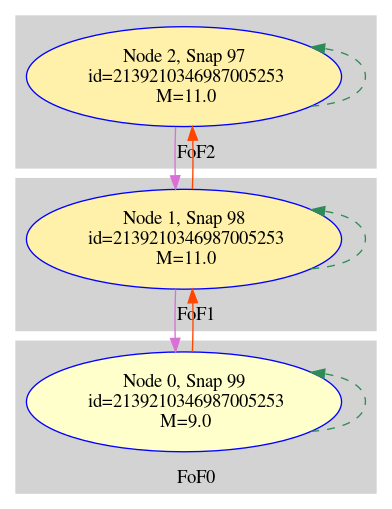 Node 2, Snap 97
id=2139210346987005253
M=11.0
FoF2
Node 1, Snap 98
id=2139210346987005253
M=11.0
FoF1
Node 0, Snap 99
id=2139210346987005253
M=9.0
FoF0